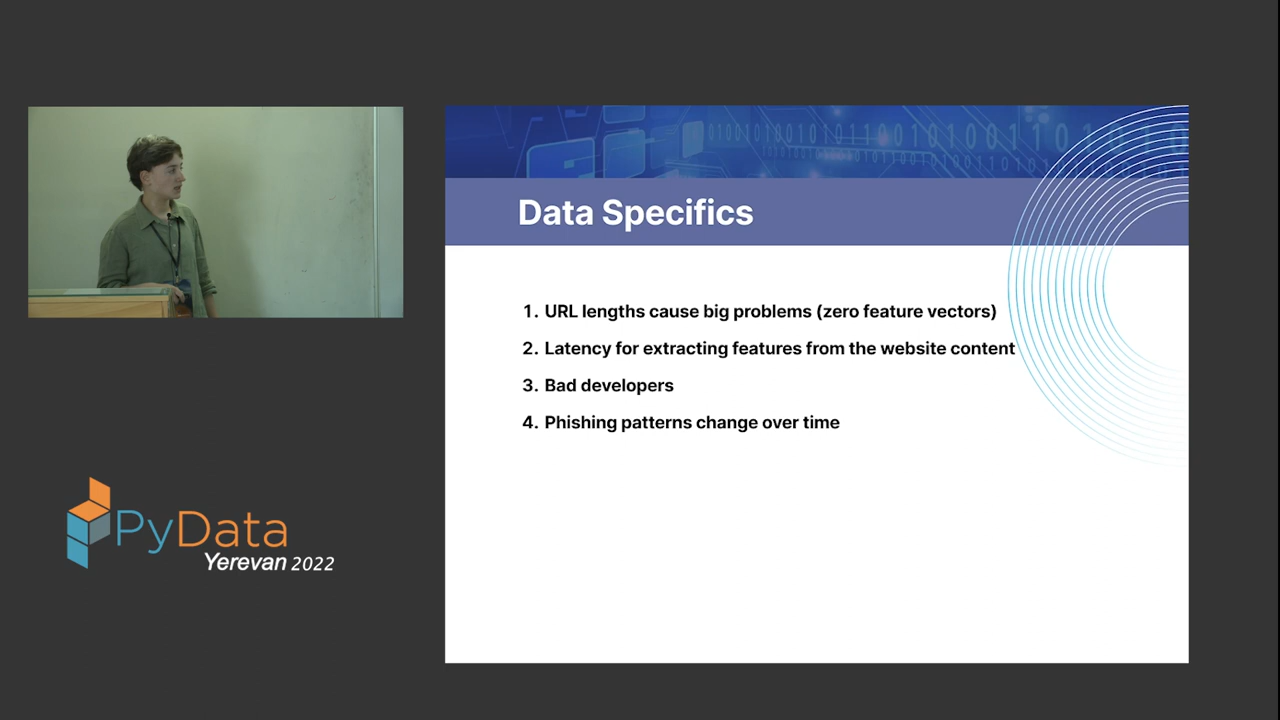 01001010010101100101001101010
Data Specifics
1. URL lengths cause big problems (zero feature vectors)
2. Latency for extracting features from the website content
3. Bad developers
4. Phishing patterns change over time
PyData
Yerevan 2022